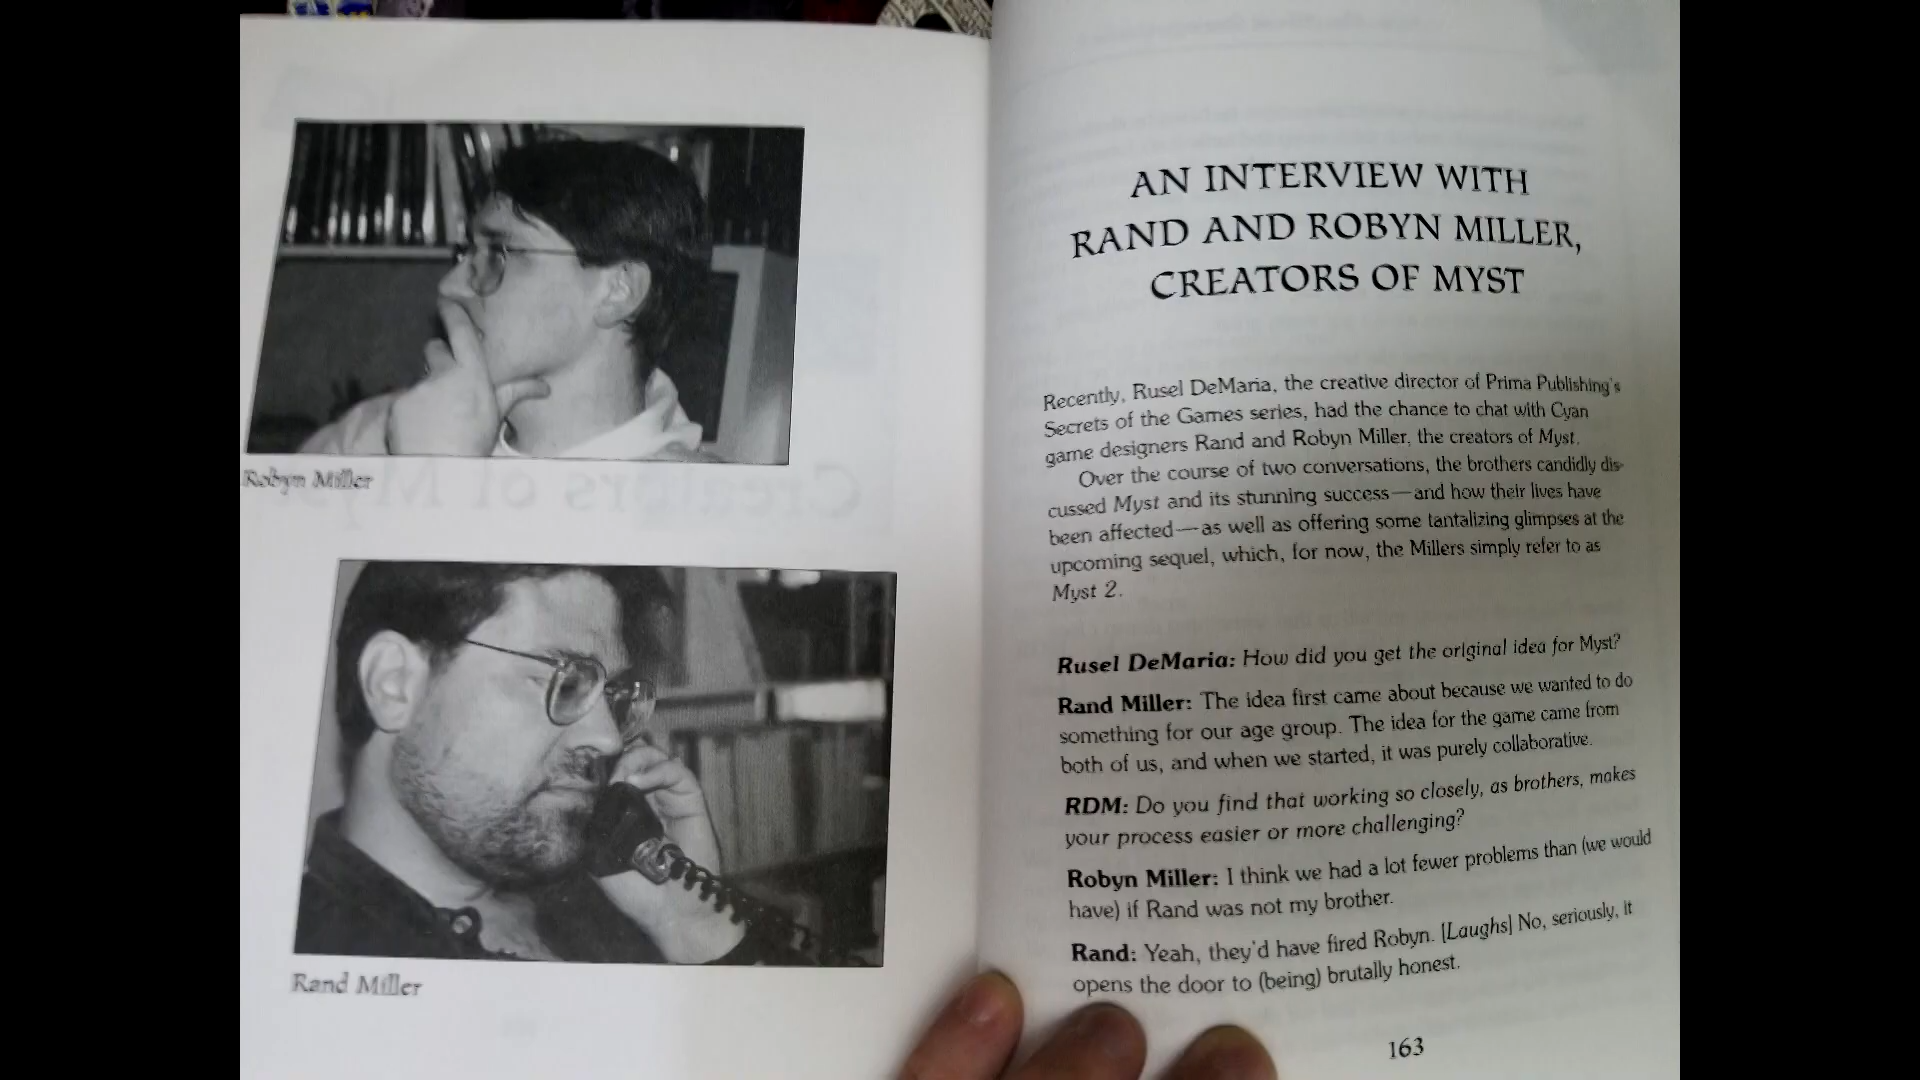 Robyn Miller
Rand Miller
AN INTERVIEW WITH
RAND AND ROBYN MILLER,
CREATORS OF MYST
Recently, Rusel DeMaria, the creative director of Prima Publishing's
Secrets of the Games series, had the chance to chat with Cyan
game designers Rand and Robyn Miller, the creators of Myst.
Over the course of two conversations, the brothers candidly dis-
cussed Myst and its stunning success—and how their lives have
been affected—as well as offering some tantalizing glimpses at the
upcoming sequel, which, for now, the Millers simply refer to as
Myst 2.
Rusel DeMaria: How did you get the original idea for Myst?
Rand Miller: The idea first came about because we wanted to do
something for our age group. The idea for the game came from
both of us, and when we started, it was purely collaborative.
RDM: Do you find that working so closely, as brothers, makes
your process easier or more challenging?
Robyn Miller: I think we had a lot fewer problems than (we would
have) if Rand was not my brother.
Rand: Yeah, they'd have fired Robyn. [Laughs] No, seriously, it
opens the door to (being) brutally honest.
163